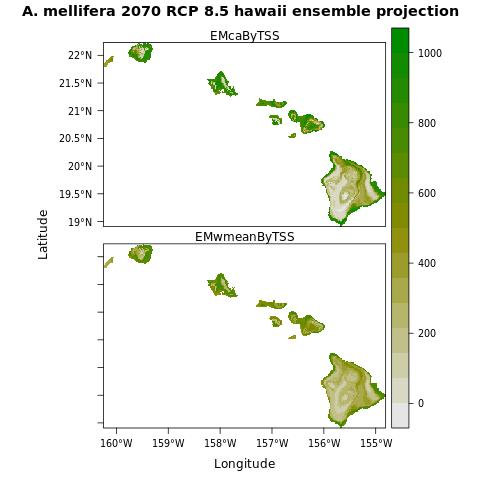 A. mellifera 2070 RCP 8.5 hawaii ensemble projection
EMcaByTSS
22°N
21.5°N
21°N
20.5°N
20°N
19.5°N
19°N
EMwmeanByTSS
160°W
159°W
158°W
157°W
156°W
155°W
Longitude
Latitude
1000
800
600
400
200
0